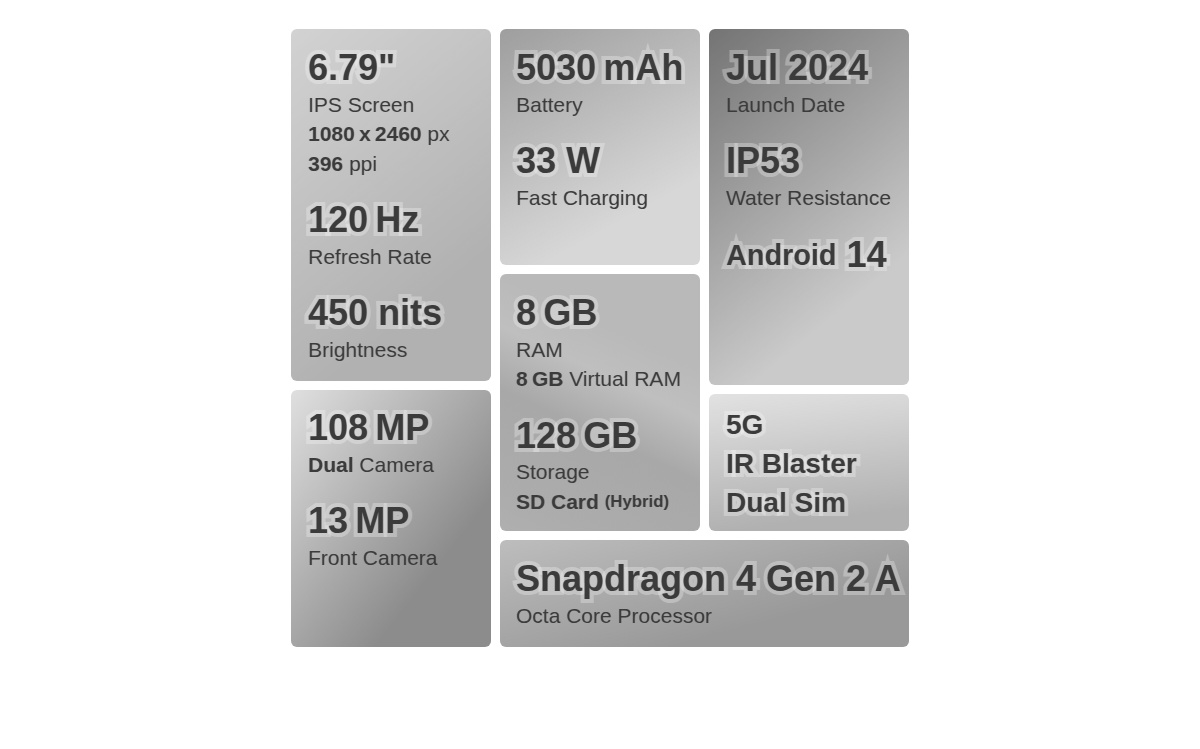 6.79"
IPS Screen
1080 x 2460 px
396 ppi
120 Hz
Refresh Rate
450 nits
Brightness
108 MP
Dual Camera
13 MP
Front Camera
5030 mAh
Battery
33 W
Fast Charging
8 GB
RAM
8 GB Virtual RAM
128 GB
Storage
SD Card (Hybrid)
Jul 2024
Launch Date
IP53
Water Resistance
Android 14
5G
IR Blaster
Dual Sim
Snapdragon 4 Gen 2 A
Octa Core Processor